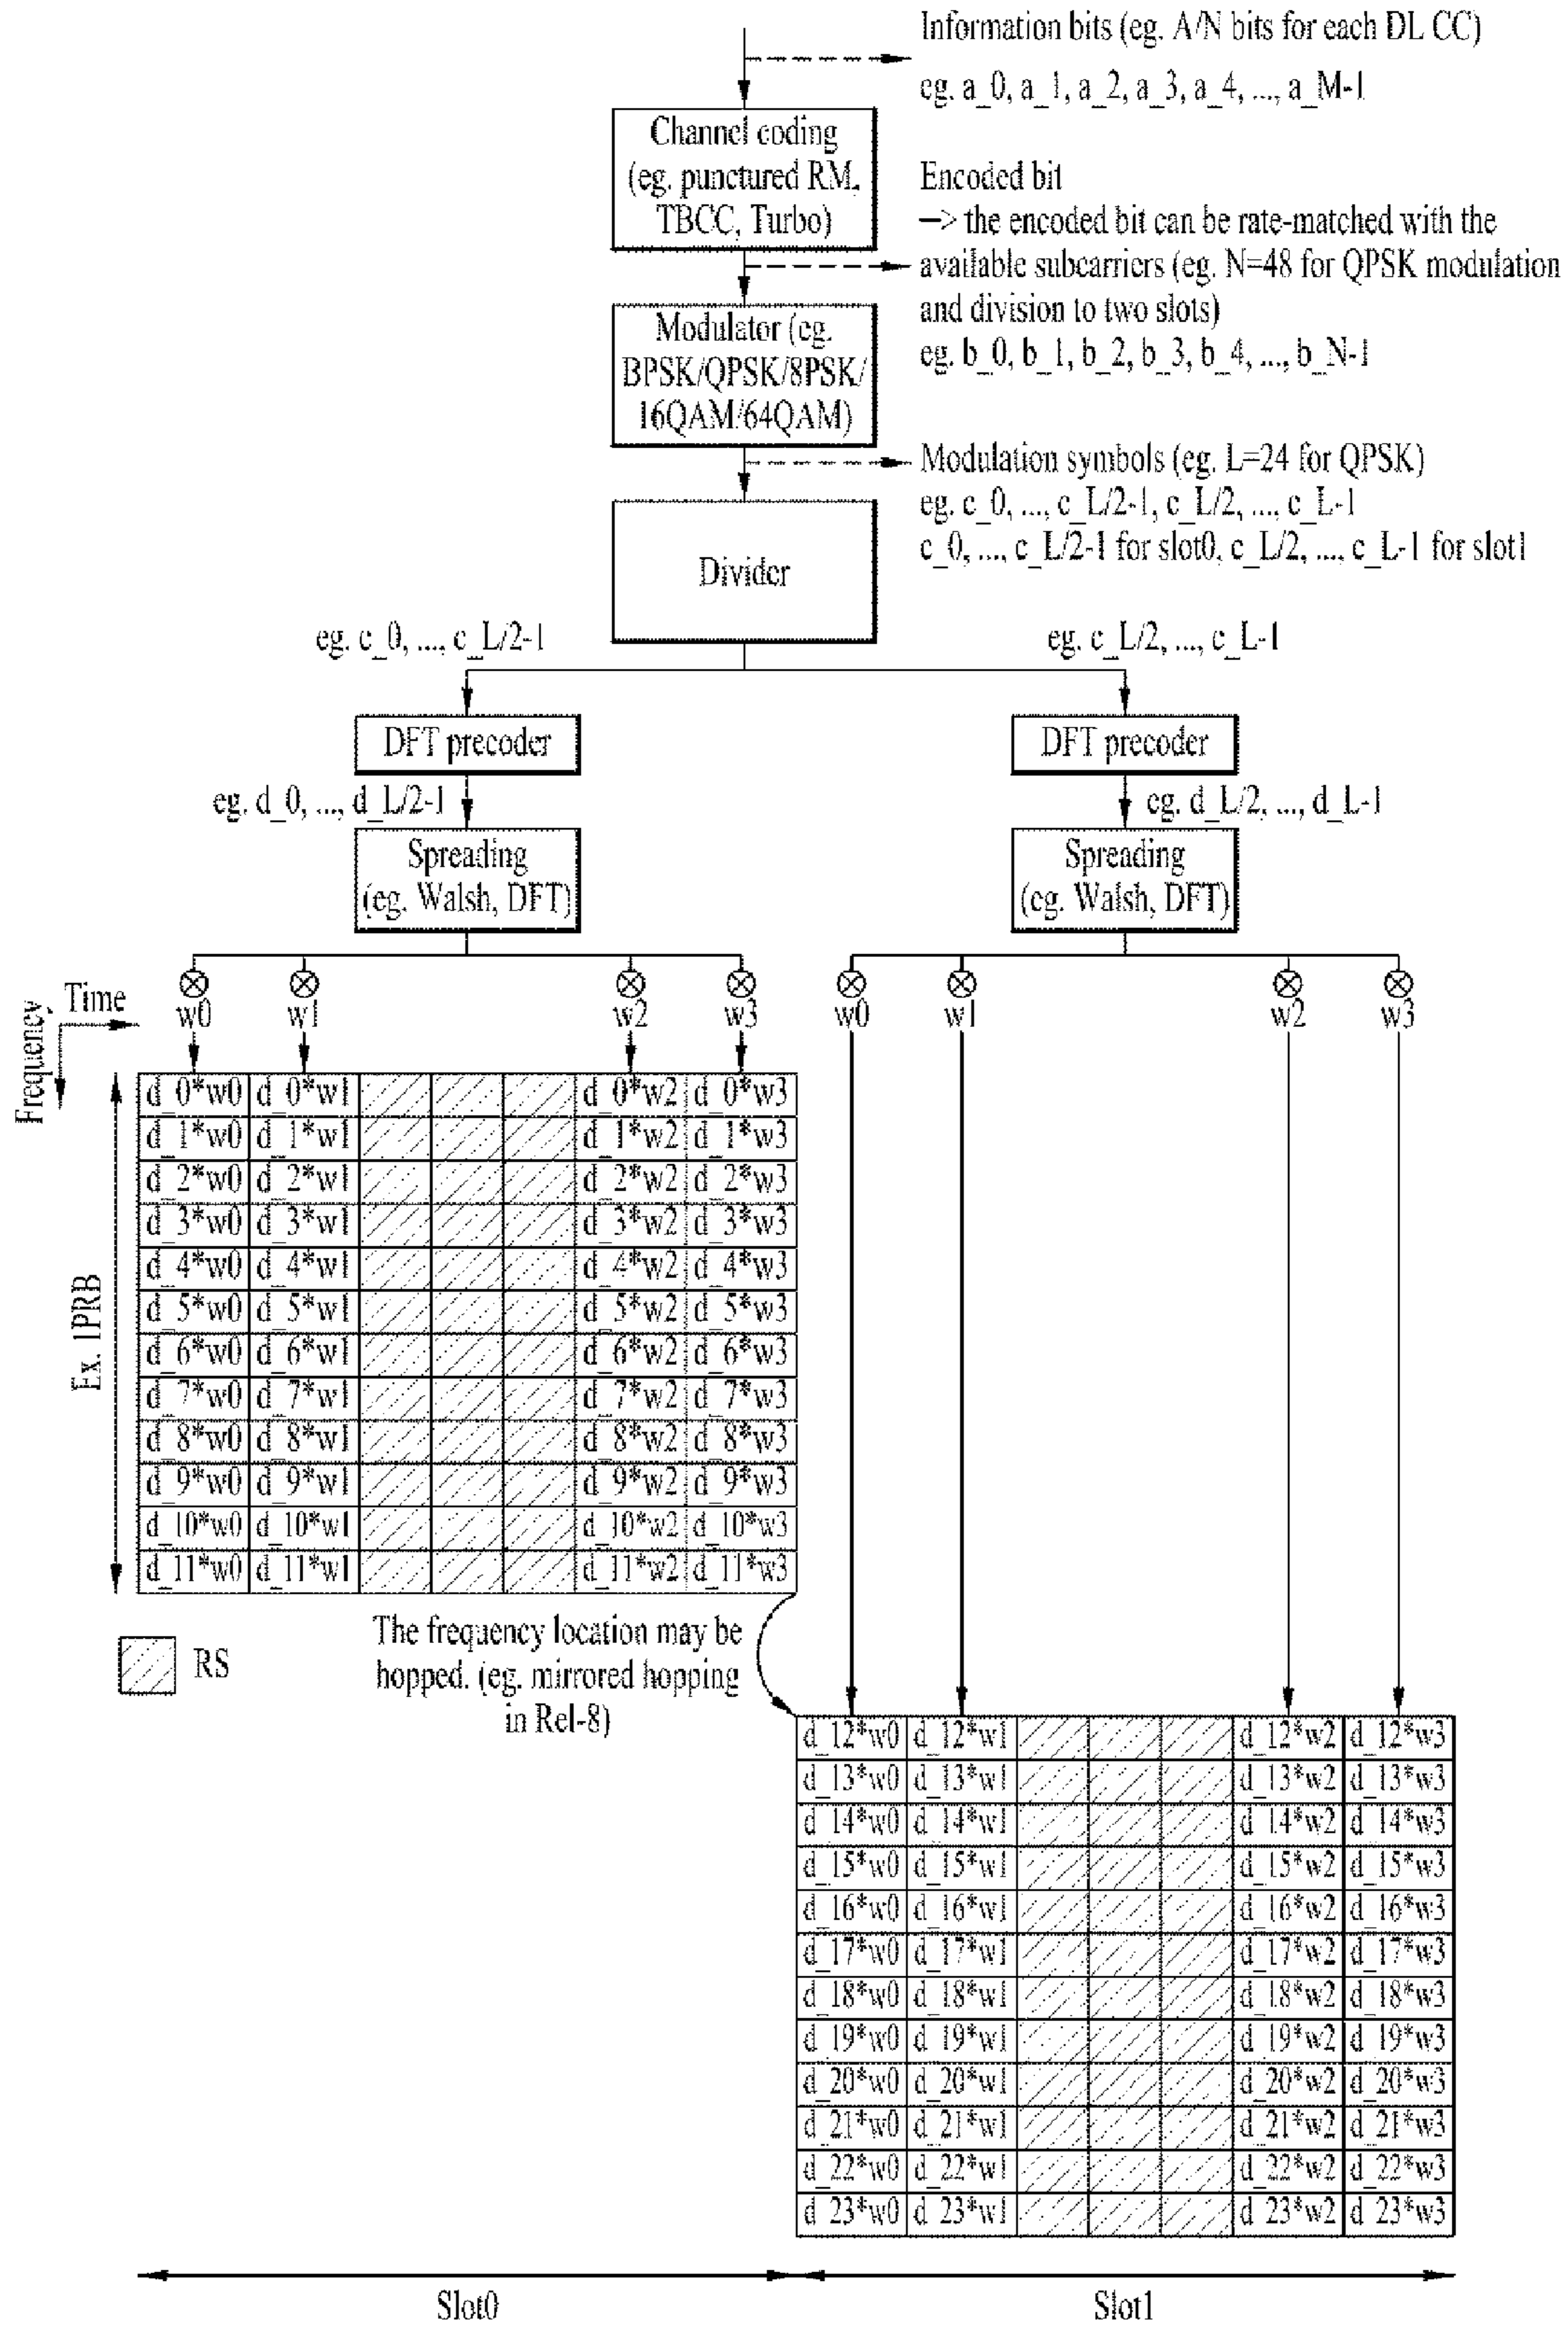 Information bits (eg. A/N bits for each DL CC)
eg. a_0, a_1, a_2, a_3, a_4, ..., a_M-1
Channel coding
(eg. punctured RM,
TBCC, Turbo)
Encoded bit
—> the encoded bit can be rate-matched with the
available subcarriers (eg. N=48 for QPSK modulation
and division to two slots)
eg. b_0, b_1, b_2, b_3, b_4, ..., b_N-1
Modulator (eg.
BPSK/QPSK/8PSK/
16QAM/64QAM)
Modulation symbols (eg. L=24 for QPSK)
eg. c_0, ..., c_L/2-1, c_L/2, ..., c_L-1
c_0, ..., c_L/2-1 for slot0, c_L/2, ..., c_L-1 for slot1
Divider
eg. c_0, ..., c_L/2-1
eg. c_L/2, ..., c_L-1
DFT precoder
DFT precoder
eg. d_0, ..., d_L/2-1
eg. d_L/2, ..., d_L-1
Spreading
(eg. Walsh, DFT)
Spreading
(eg. Walsh, DFT)
Time
Frequency
w0 w1 w2 w3
w0 w1 w2 w3
Ex. 1PRB
d_0*w0 d_0*w1 d_0*w2 d_0*w3
d_1*w0 d_1*w1 d_1*w2 d_1*w3
d_2*w0 d_2*w1 d_2*w2 d_2*w3
d_3*w0 d_3*w1 d_3*w2 d_3*w3
d_4*w0 d_4*w1 d_4*w2 d_4*w3
d_5*w0 d_5*w1 d_5*w2 d_5*w3
d_6*w0 d_6*w1 d_6*w2 d_6*w3
d_7*w0 d_7*w1 d_7*w2 d_7*w3
d_8*w0 d_8*w1 d_8*w2 d_8*w3
d_9*w0 d_9*w1 d_9*w2 d_9*w3
d_10*w0 d_10*w1 d_10*w2 d_10*w3
d_11*w0 d_11*w1 d_11*w2 d_11*w3
RS
The frequency location may be
hopped. (eg. mirrored hopping
in Rel-8)
d_12*w0 d_12*w1 d_12*w2 d_12*w3
d_13*w0 d_13*w1 d_13*w2 d_13*w3
d_14*w0 d_14*w1 d_14*w2 d_14*w3
d_15*w0 d_15*w1 d_15*w2 d_15*w3
d_16*w0 d_16*w1 d_16*w2 d_16*w3
d_17*w0 d_17*w1 d_17*w2 d_17*w3
d_18*w0 d_18*w1 d_18*w2 d_18*w3
d_19*w0 d_19*w1 d_19*w2 d_19*w3
d_20*w0 d_20*w1 d_20*w2 d_20*w3
d_21*w0 d_21*w1 d_21*w2 d_21*w3
d_22*w0 d_22*w1 d_22*w2 d_22*w3
d_23*w0 d_23*w1 d_23*w2 d_23*w3
Slot0
Slot1